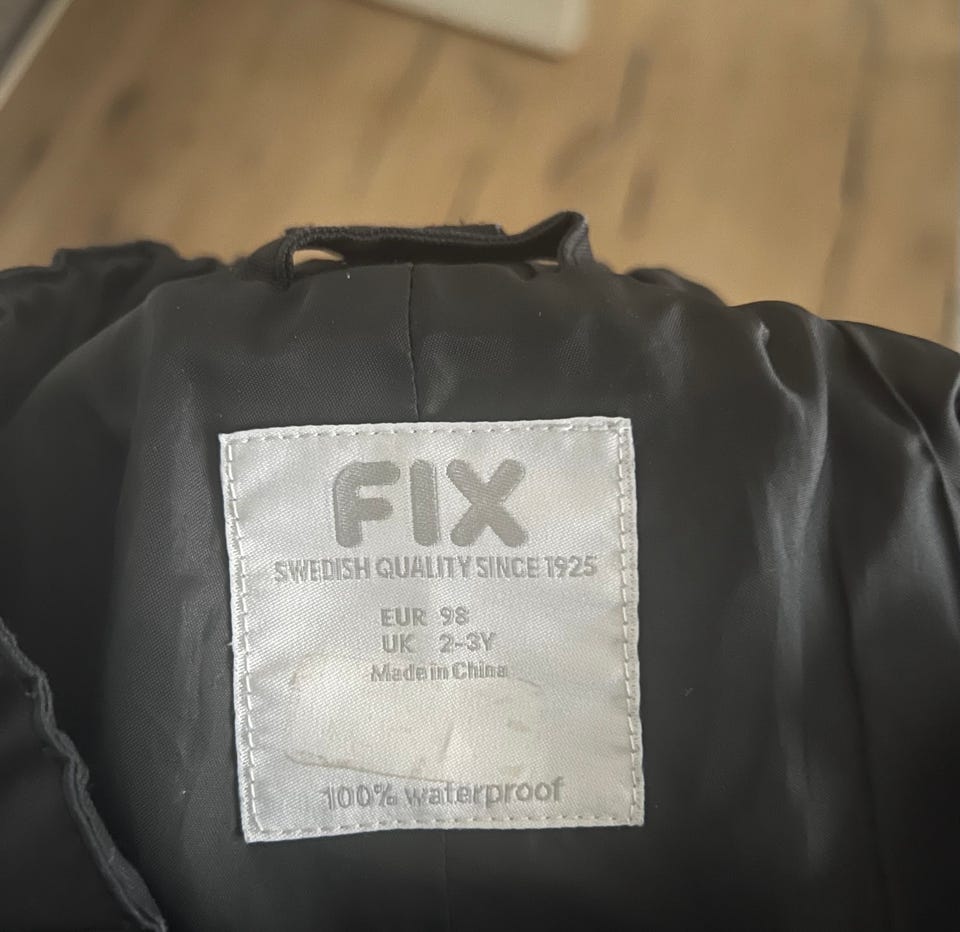 FIX
SWEDISH QUALITY SINCE 1925
EUR 98
UK 2-3Y
Made in China
100% waterproof